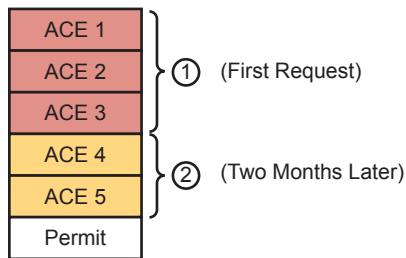 ACE 1
ACE 2
ACE 3
① (First Request)
ACE 4
ACE 5
② (Two Months Later)
Permit